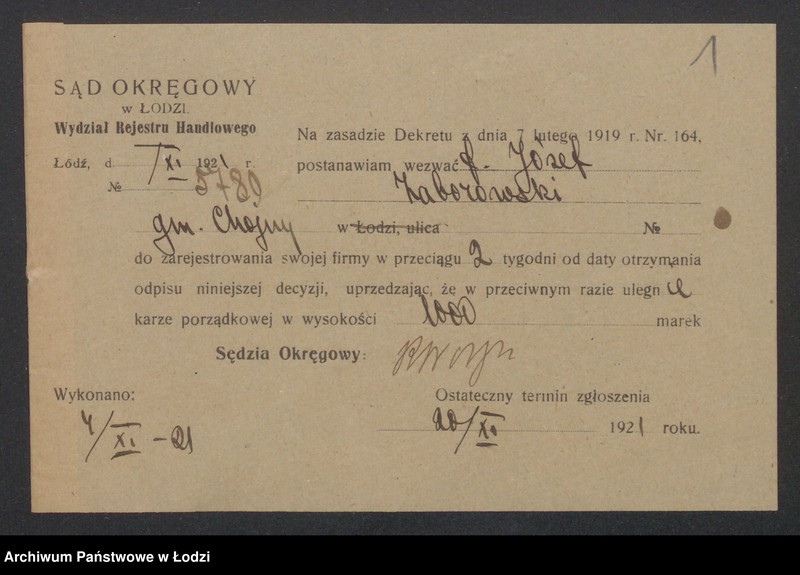 1
SĄD OKRĘGOWY
w ŁODZI.
Wydział Rejestru Handlowego
Łódź, d /XI 1921 r.
№ 5789
Na zasadzie Dekretu z dnia 7 lutego 1919 r. Nr. 164,
postanawiam wezwać f. Józef
Zaborowski
gm. Chojny w Łodzi, ulica №
do zarejestrowania swojej firmy w przeciągu 2 tygodni od daty otrzymania
odpisu niniejszej decyzji, uprzedzając, że w przeciwnym razie ulegnie
karze porządkowej w wysokości 1000 marek
Sędzia Okręgowy:
Wykonano:
4/XI - 21
Ostateczny termin zgłoszenia
20/XI 1921 roku.
Archiwum Państwowe w Łodzi